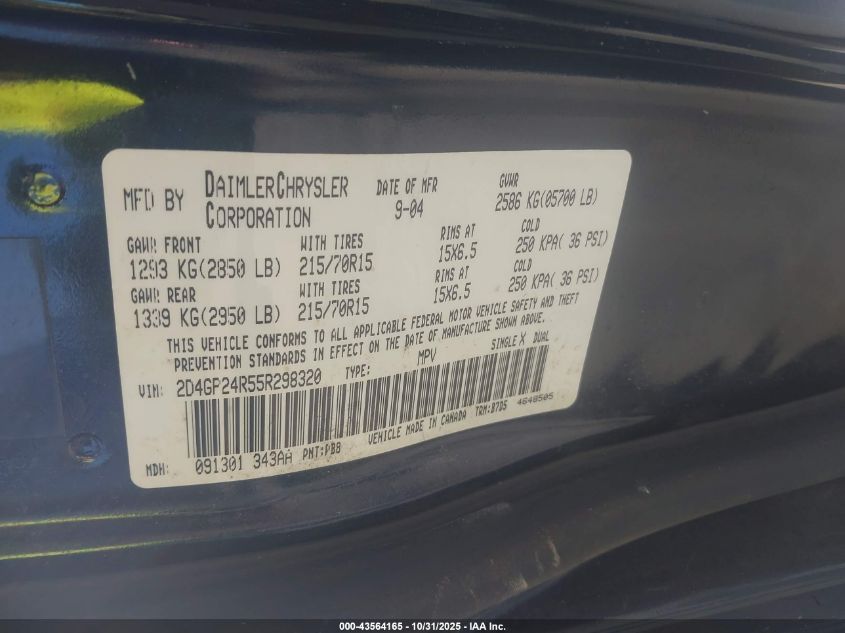 MFD BY DAIMLERCHRYSLER CORPORATION
DATE OF MFR 9-04
GVWR 2586 KG(05700 LB)
GAWR FRONT 1293 KG(2850 LB)
WITH TIRES 215/70R15
RIMS AT 15X6.5
COLD 250 KPA( 36 PSI)
GAWR REAR 1339 KG(2950 LB)
WITH TIRES 215/70R15
RIMS AT 15X6.5
COLD 250 KPA( 36 PSI)
THIS VEHICLE CONFORMS TO ALL APPLICABLE FEDERAL MOTOR VEHICLE SAFETY AND THEFT
PREVENTION STANDARDS IN EFFECT ON THE DATE OF MANUFACTURE SHOWN ABOVE.
VIN: 2D4GP24R55R298320 TYPE: MPV SINGLE X DUAL
MDH: 091301 343AA PNT:PB8 VEHICLE MADE IN CANADA TRM:B7D5 4648505
000-43564165 - 10/31/2025 - IAA Inc.